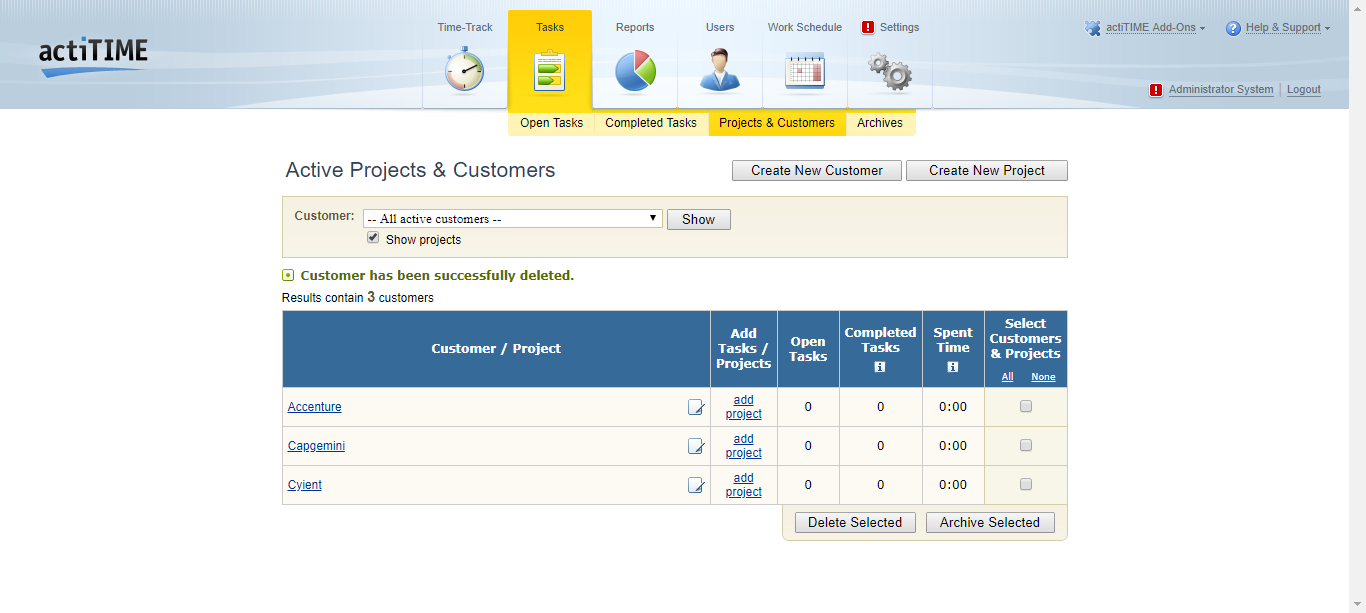 actiTIME
Time-Track
Tasks
Reports
Users
Work Schedule
! Settings
actiTIME Add-Ons
? Help & Support
! Administrator System | Logout
Open Tasks
Completed Tasks
Projects & Customers
Archives
Active Projects & Customers
Create New Customer
Create New Project
Customer:
-- All active customers --
Show
Show projects
Customer has been successfully deleted.
Results contain 3 customers
Customer / Project
Add
Tasks /
Projects
Open
Tasks
Completed
Tasks
i
Spent
Time
i
Select
Customers
& Projects
All None
Accenture
add
project
0
0
0:00
Capgemini
add
project
0
0
0:00
Cyient
add
project
0
0
0:00
Delete Selected
Archive Selected